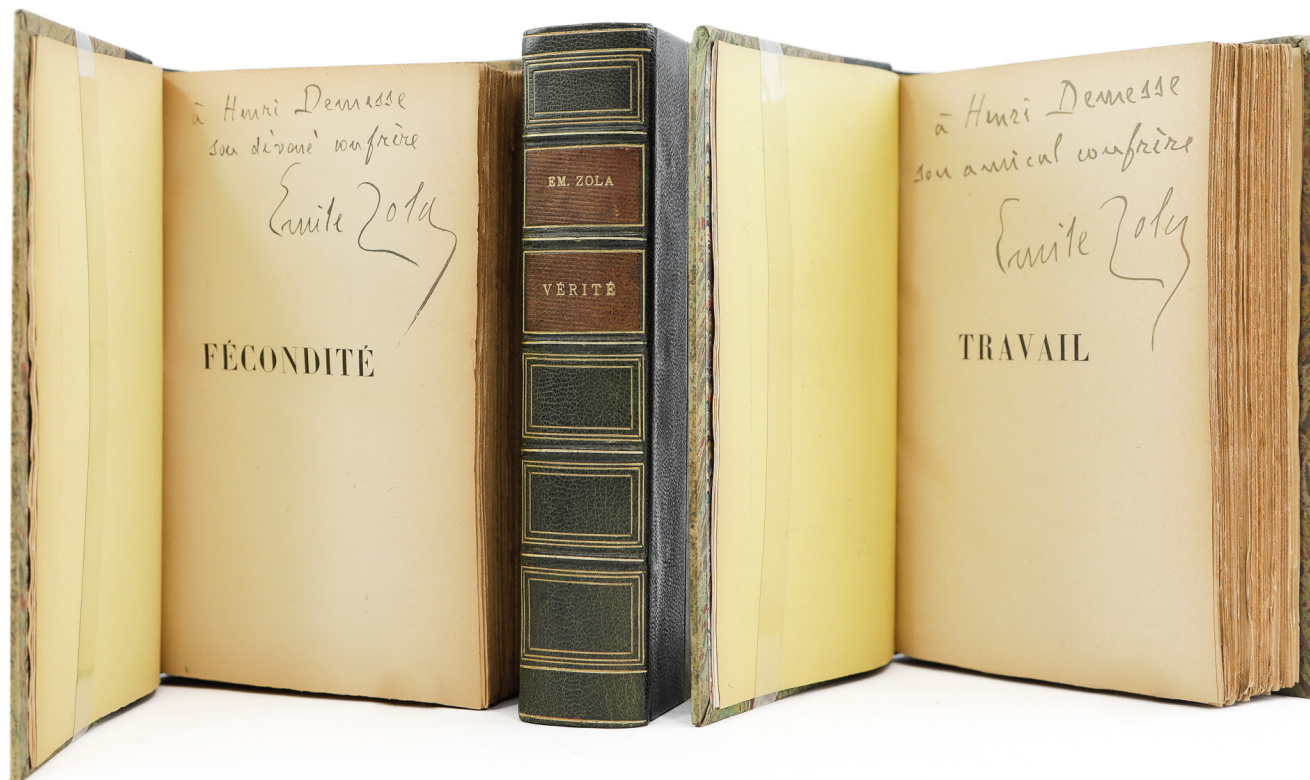 à Henri Demesse
son dévoué confrère
Emile Zola
FÉCONDITÉ
EM. ZOLA
VÉRITÉ
à Henri Demesse
son amical confrère
Emile Zola
TRAVAIL